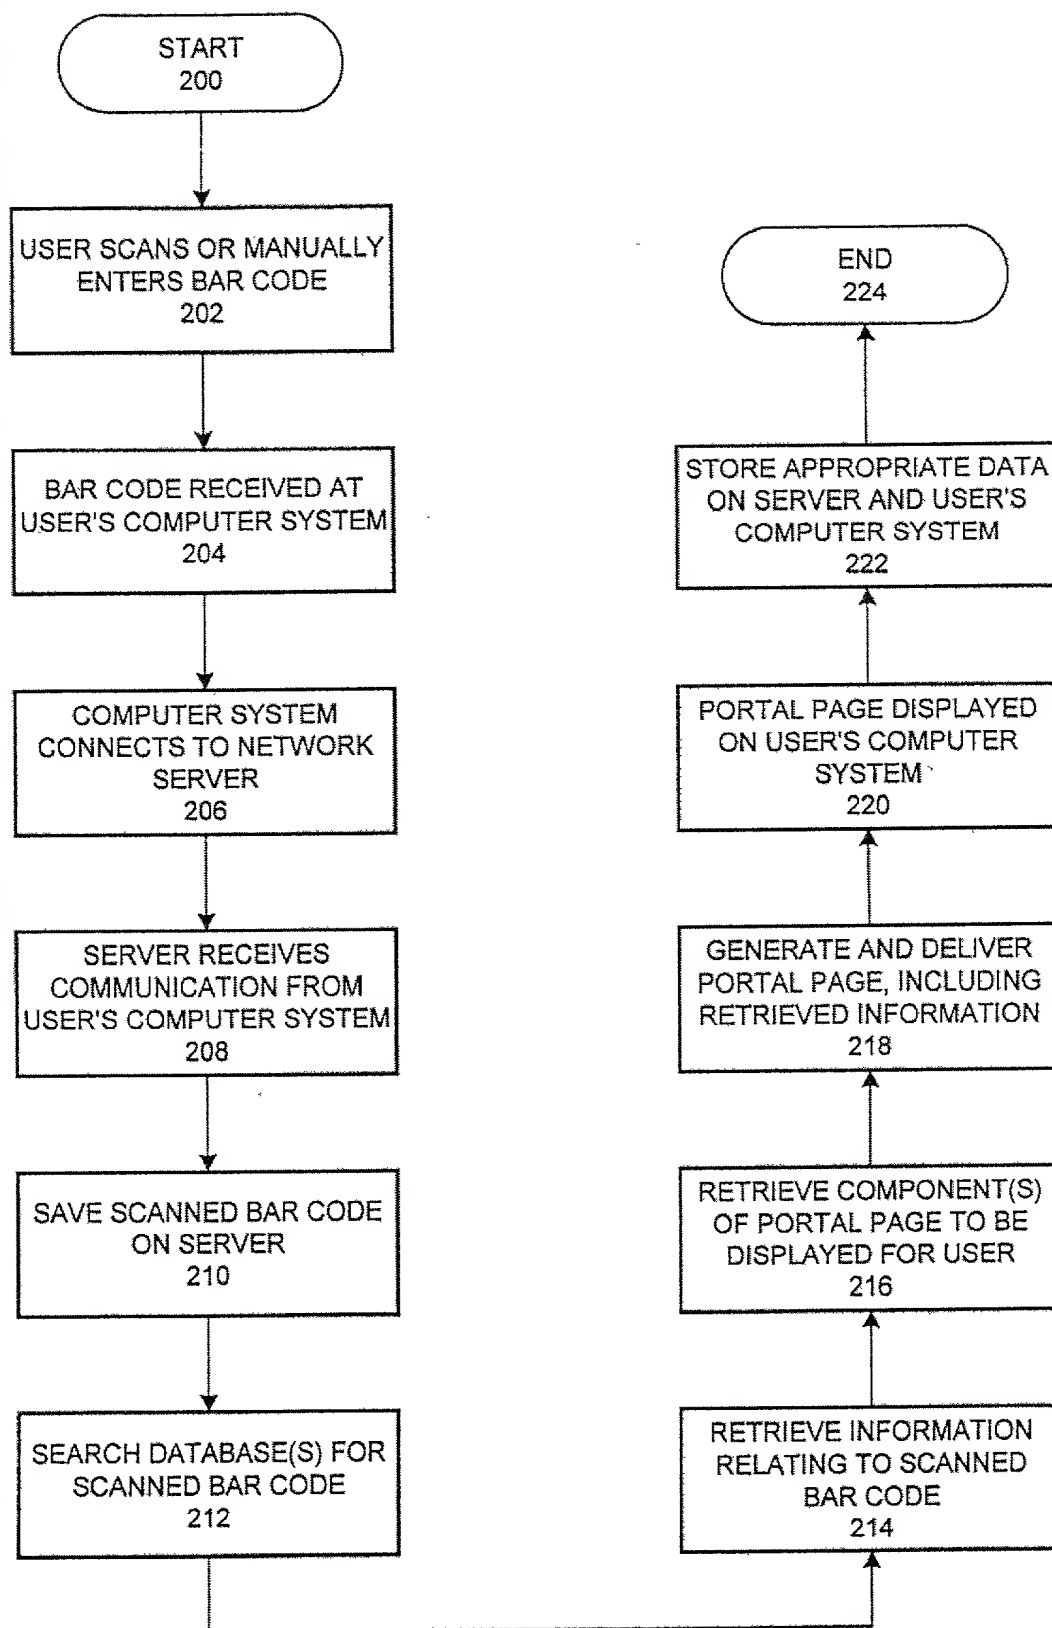 START
200
USER SCANS OR MANUALLY
ENTERS BAR CODE
202
BAR CODE RECEIVED AT
USER'S COMPUTER SYSTEM
204
COMPUTER SYSTEM
CONNECTS TO NETWORK
SERVER
206
SERVER RECEIVES
COMMUNICATION FROM
USER'S COMPUTER SYSTEM
208
SAVE SCANNED BAR CODE
ON SERVER
210
SEARCH DATABASE(S) FOR
SCANNED BAR CODE
212
RETRIEVE INFORMATION
RELATING TO SCANNED
BAR CODE
214
RETRIEVE COMPONENT(S)
OF PORTAL PAGE TO BE
DISPLAYED FOR USER
216
GENERATE AND DELIVER
PORTAL PAGE, INCLUDING
RETRIEVED INFORMATION
218
PORTAL PAGE DISPLAYED
ON USER'S COMPUTER
SYSTEM
220
STORE APPROPRIATE DATA
ON SERVER AND USER'S
COMPUTER SYSTEM
222
END
224